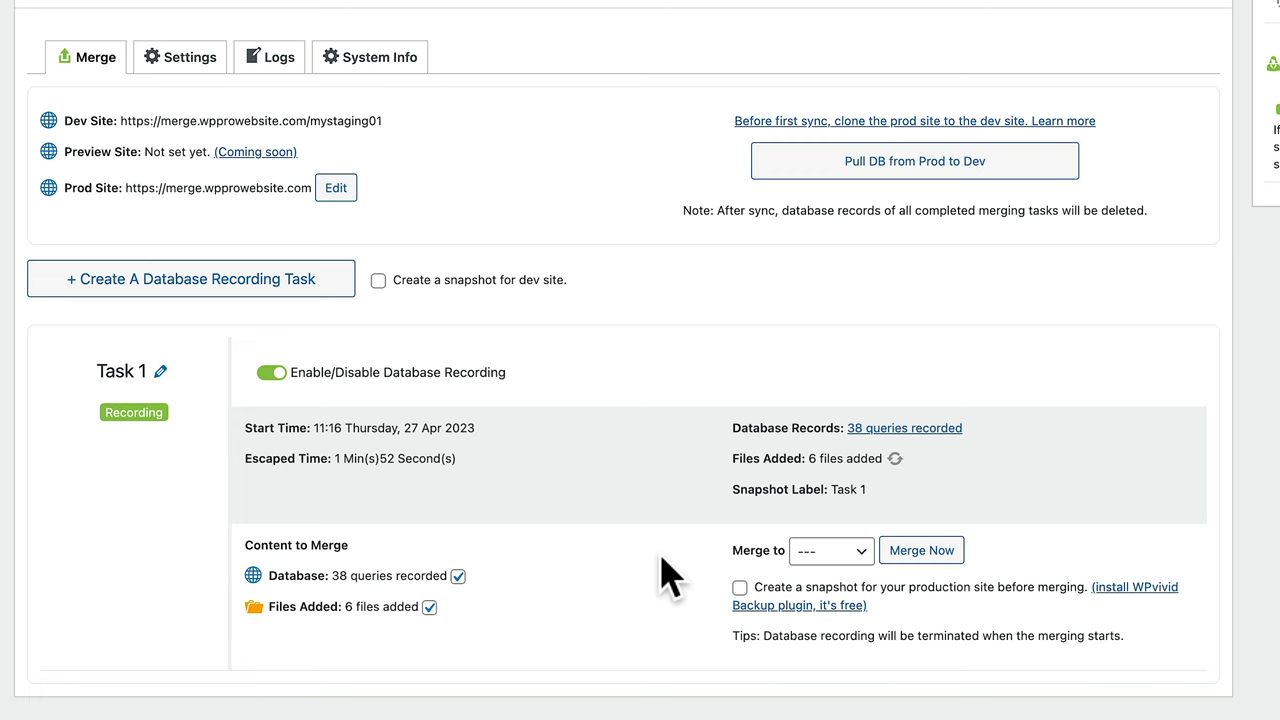 Merge
Settings
Logs
System Info
Dev Site: https://merge.wpprowebsite.com/mystaging01
Preview Site: Not set yet. (Coming soon)
Prod Site: https://merge.wpprowebsite.com Edit
Before first sync, clone the prod site to the dev site. Learn more
Pull DB from Prod to Dev
Note: After sync, database records of all completed merging tasks will be deleted.
+ Create A Database Recording Task
Create a snapshot for dev site.
Task 1
Recording
Enable/Disable Database Recording
Start Time: 11:16 Thursday, 27 Apr 2023
Escaped Time: 1 Min(s)52 Second(s)
Database Records: 38 queries recorded
Files Added: 6 files added
Snapshot Label: Task 1
Content to Merge
Database: 38 queries recorded
Files Added: 6 files added
Merge to --- Merge Now
Create a snapshot for your production site before merging. (install WPvivid
Backup plugin, it's free)
Tips: Database recording will be terminated when the merging starts.
If
s
s